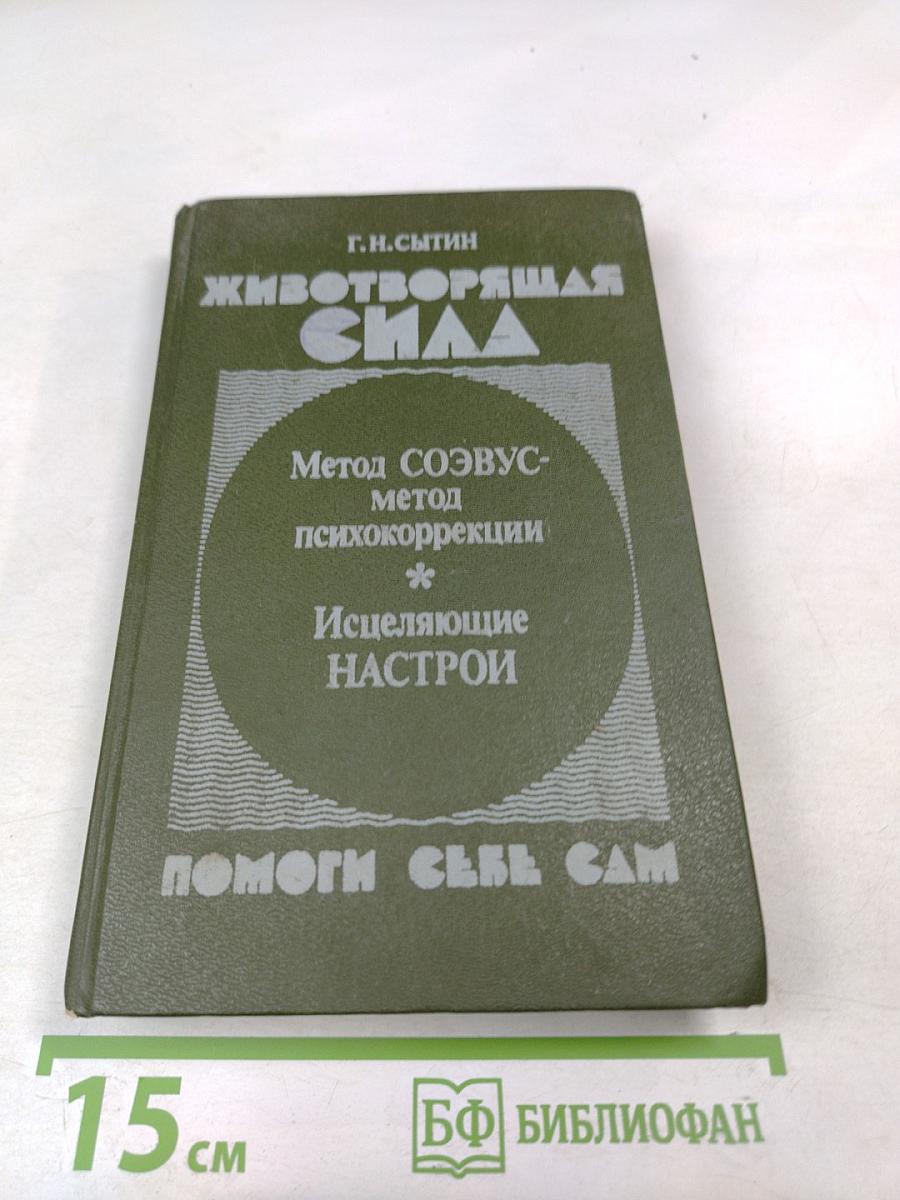 Г. Н. СЫТИН
ЖИВОТВОРЯЩАЯ
СИЛА
Метод СОЭВУС-
метод
психокоррекции
*
Исцеляющие
НАСТРОИ
ПОМОГИ СЕБЕ САМ
15 см
БФ БИБЛИОФАН